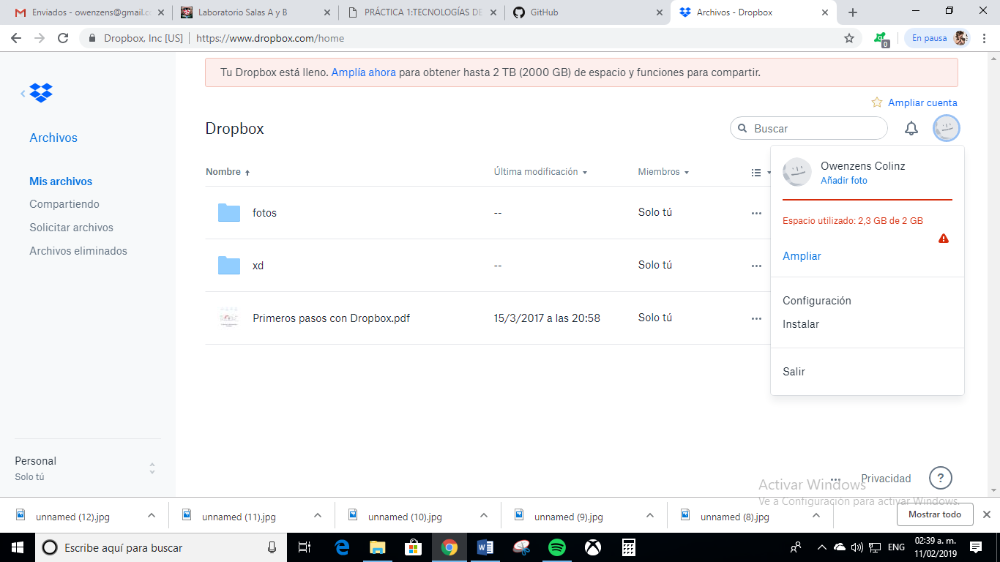 Enviados - owenzens@gmail.c
Laboratorio Salas A y B
PRÁCTICA 1:TECNOLOGÍAS DE
GitHub
Archivos - Dropbox
Dropbox, Inc [US]
https://www.dropbox.com/home
0
En pausa
Tu Dropbox está lleno. Amplía ahora para obtener hasta 2 TB (2000 GB) de espacio y funciones para compartir.
Ampliar cuenta
Archivos
Mis archivos
Compartiendo
Solicitar archivos
Archivos eliminados
Dropbox
Buscar
Nombre
Última modificación
Miembros
fotos
--
Solo tú
xd
--
Solo tú
Primeros pasos con Dropbox.pdf
15/3/2017 a las 20:58
Solo tú
Owenzens Colinz
Añadir foto
Espacio utilizado: 2,3 GB de 2 GB
Ampliar
Configuración
Instalar
Salir
Personal
Solo tú
Privacidad
?
Activar Windows
Ve a Configuración para activar Windows.
unnamed (12).jpg
unnamed (11).jpg
unnamed (10).jpg
unnamed (9).jpg
unnamed (8).jpg
Mostrar todo
Escribe aquí para buscar
ENG
02:39 a. m.
11/02/2019